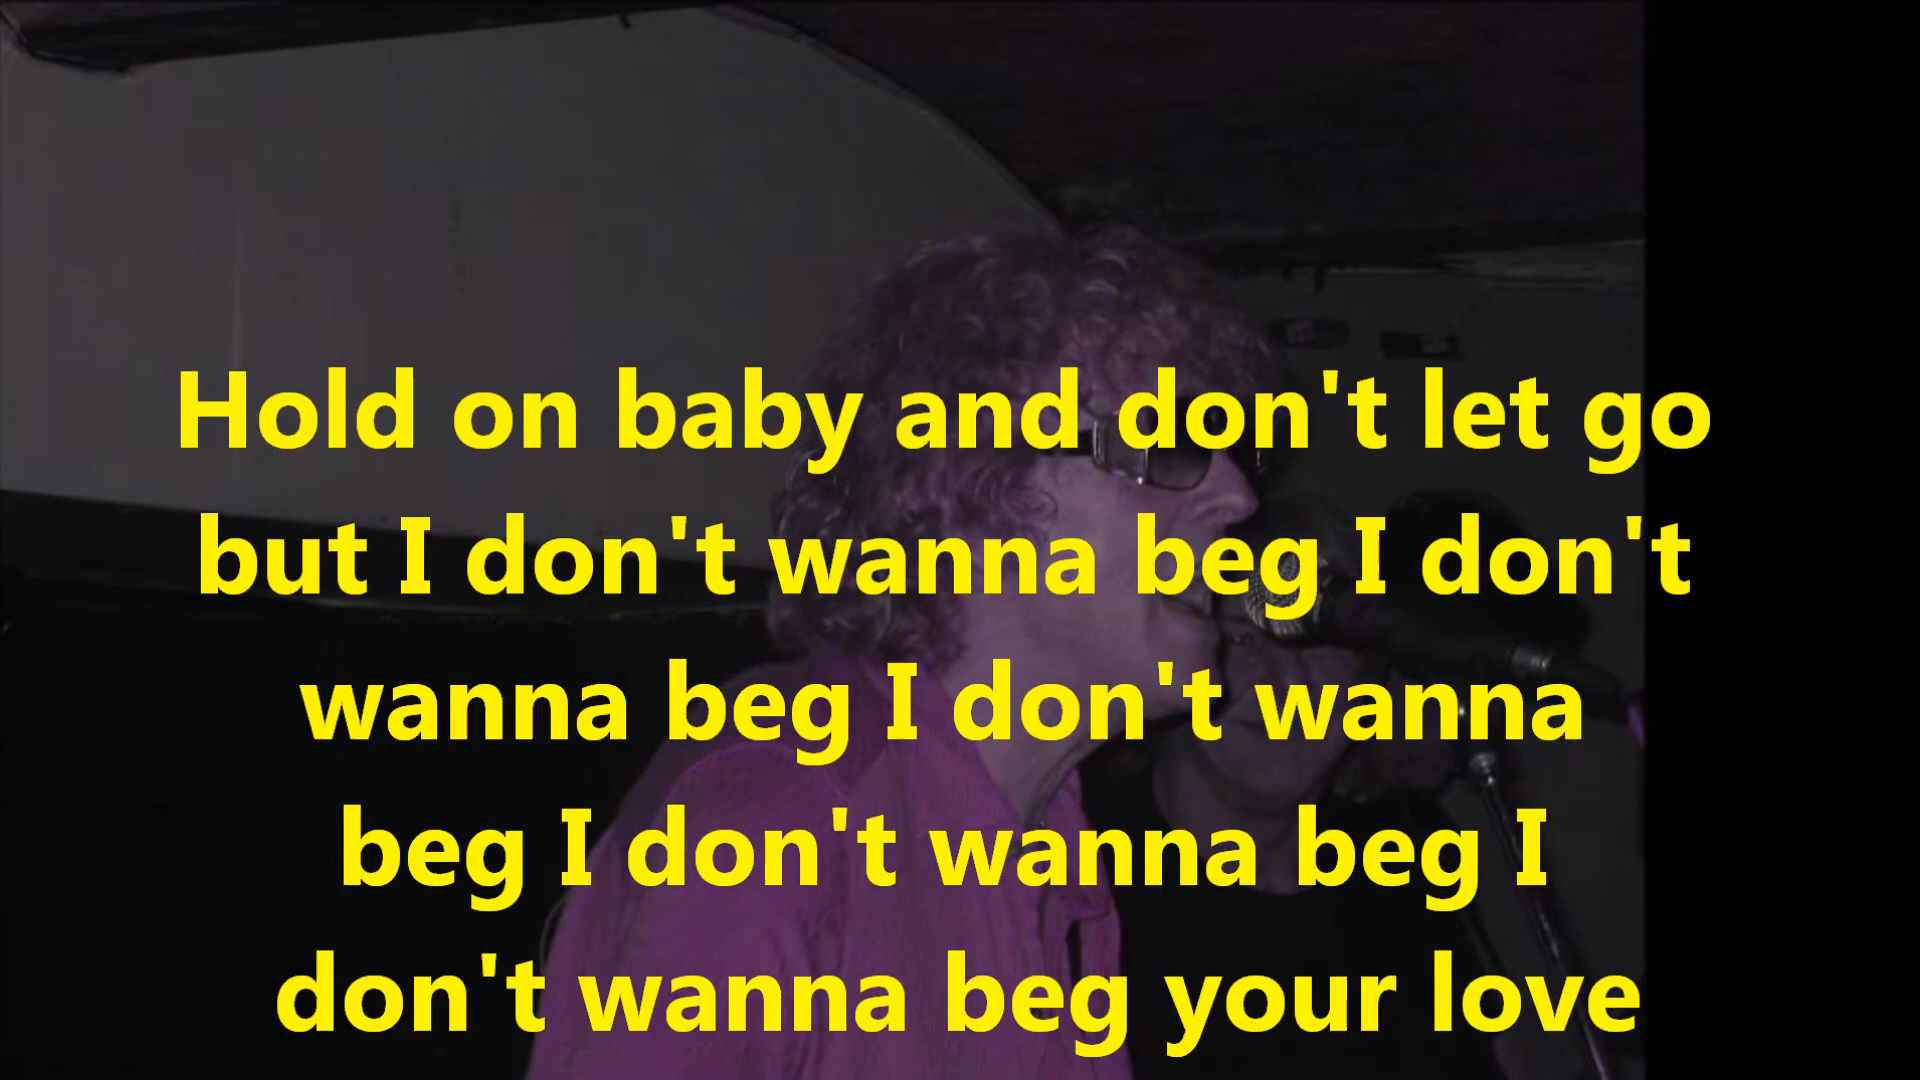 Hold on baby and don't let go
but I don't wanna beg I don't
wanna beg I don't wanna
beg I don't wanna beg I
don't wanna beg your love